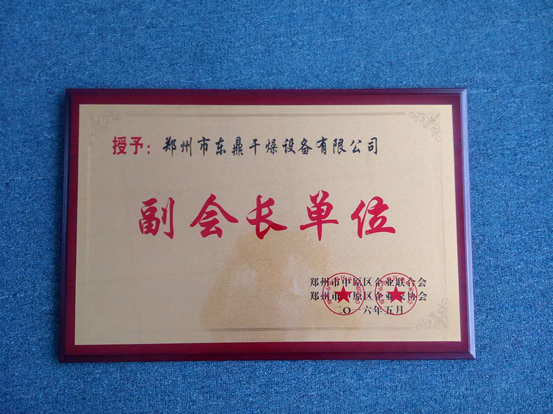 授予：郑州市东鼎干燥设备有限公司
副会长单位
郑州市中原区企业联合会
郑州市中原区企业家协会
二〇一六年五月